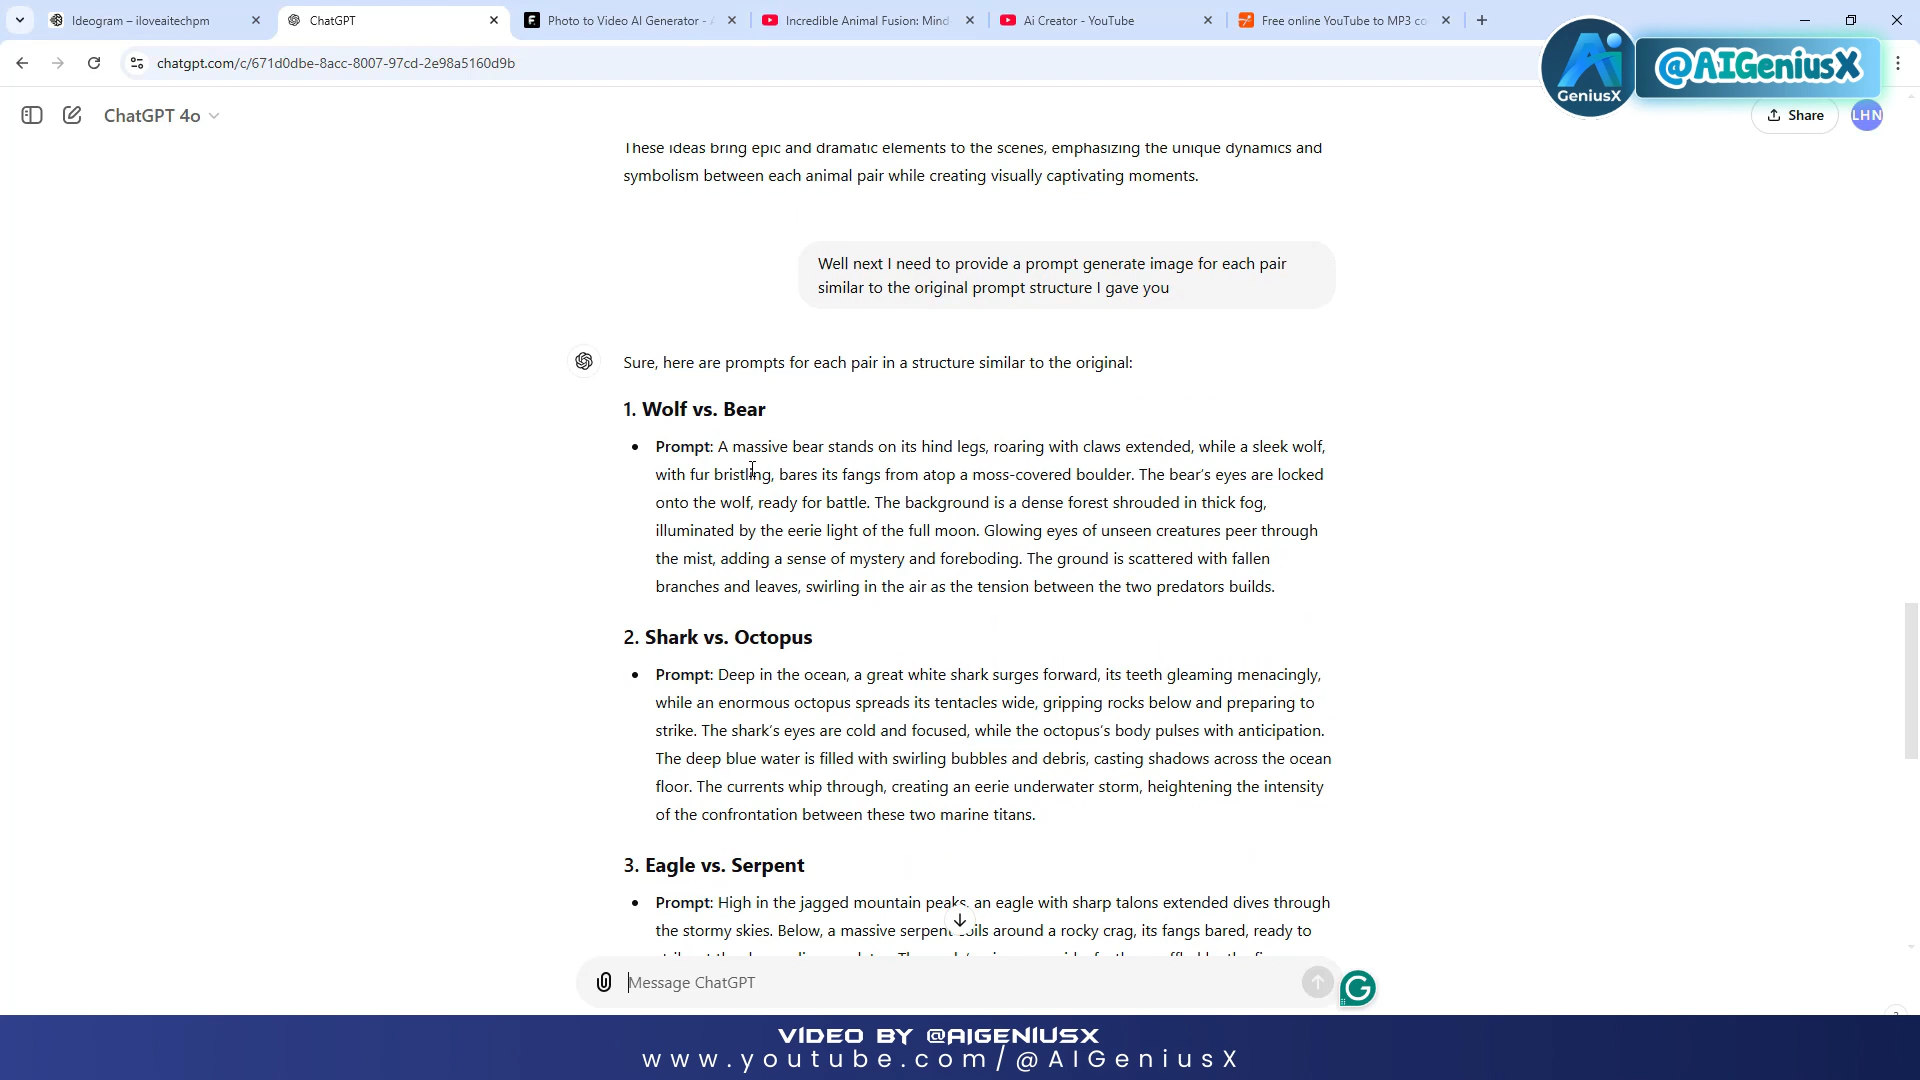 Ideogram – iloveaitechpm
ChatGPT
Photo to Video AI Generator -
Incredible Animal Fusion: Mind
Ai Creator - YouTube
Free online YouTube to MP3 co
chatgpt.com/c/671d0dbe-8acc-8007-97cd-2e98a5160d9b
Ai
GeniusX
@AIGeniusX
ChatGPT 4o
Share
LHN
These ideas bring epic and dramatic elements to the scenes, emphasizing the unique dynamics and
symbolism between each animal pair while creating visually captivating moments.
Well next I need to provide a prompt generate image for each pair
similar to the original prompt structure I gave you
Sure, here are prompts for each pair in a structure similar to the original:
1. Wolf vs. Bear
• Prompt: A massive bear stands on its hind legs, roaring with claws extended, while a sleek wolf,
with fur bristling, bares its fangs from atop a moss-covered boulder. The bear's eyes are locked
onto the wolf, ready for battle. The background is a dense forest shrouded in thick fog,
illuminated by the eerie light of the full moon. Glowing eyes of unseen creatures peer through
the mist, adding a sense of mystery and foreboding. The ground is scattered with fallen
branches and leaves, swirling in the air as the tension between the two predators builds.
2. Shark vs. Octopus
• Prompt: Deep in the ocean, a great white shark surges forward, its teeth gleaming menacingly,
while an enormous octopus spreads its tentacles wide, gripping rocks below and preparing to
strike. The shark's eyes are cold and focused, while the octopus's body pulses with anticipation.
The deep blue water is filled with swirling bubbles and debris, casting shadows across the ocean
floor. The currents whip through, creating an eerie underwater storm, heightening the intensity
of the confrontation between these two marine titans.
3. Eagle vs. Serpent
• Prompt: High in the jagged mountain peaks, an eagle with sharp talons extended dives through
the stormy skies. Below, a massive serpent coils around a rocky crag, its fangs bared, ready to
Message ChatGPT
VIDEO BY @AIGENIUSX
www.youtube.com/@AIGeniusX